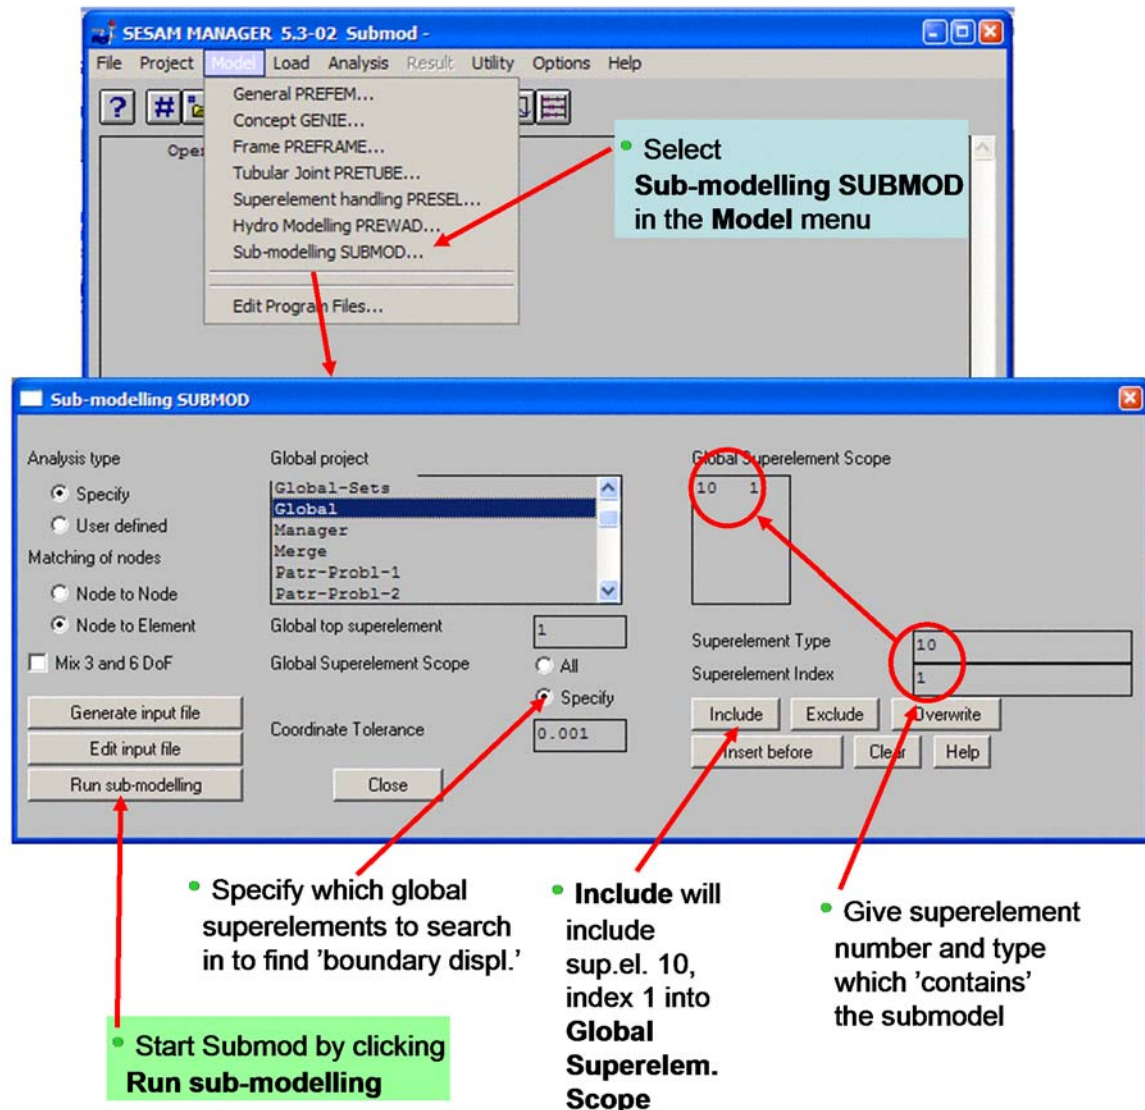 SESAM MANAGER 5.3-02 Submod -
File Project Model Load Analysis Result Utility Options Help
General PREFEM...
Concept GENIE...
Frame PREFRAME...
Tubular Joint PRETUBE...
Superelement handling PRESEL...
Hydro Modelling PREWAD...
Sub-modelling SUBMOD...
Edit Program Files...
? #
Oper
• Select
Sub-modelling SUBMOD
in the Model menu
Sub-modelling SUBMOD
Analysis type
Specify
User defined
Matching of nodes
Node to Node
Node to Element
Mix 3 and 6 DoF
Generate input file
Edit input file
Run sub-modelling
Global project
Global-Sets
Global
Manager
Merge
Patr-Probl-1
Patr-Probl-2
Global top superelement 1
Global Superelement Scope All
Specify
Coordinate Tolerance 0.001
Close
Global Superelement Scope
10 1
Superelement Type 10
Superelement Index 1
Include Exclude Overwrite
Insert before Clear Help
• Specify which global
superelements to search
in to find 'boundary displ.'
• Start Submod by clicking
Run sub-modelling
• Include will
include
sup.el. 10,
index 1 into
Global
Superelem.
Scope
• Give superelement
number and type
which 'contains'
the submodel